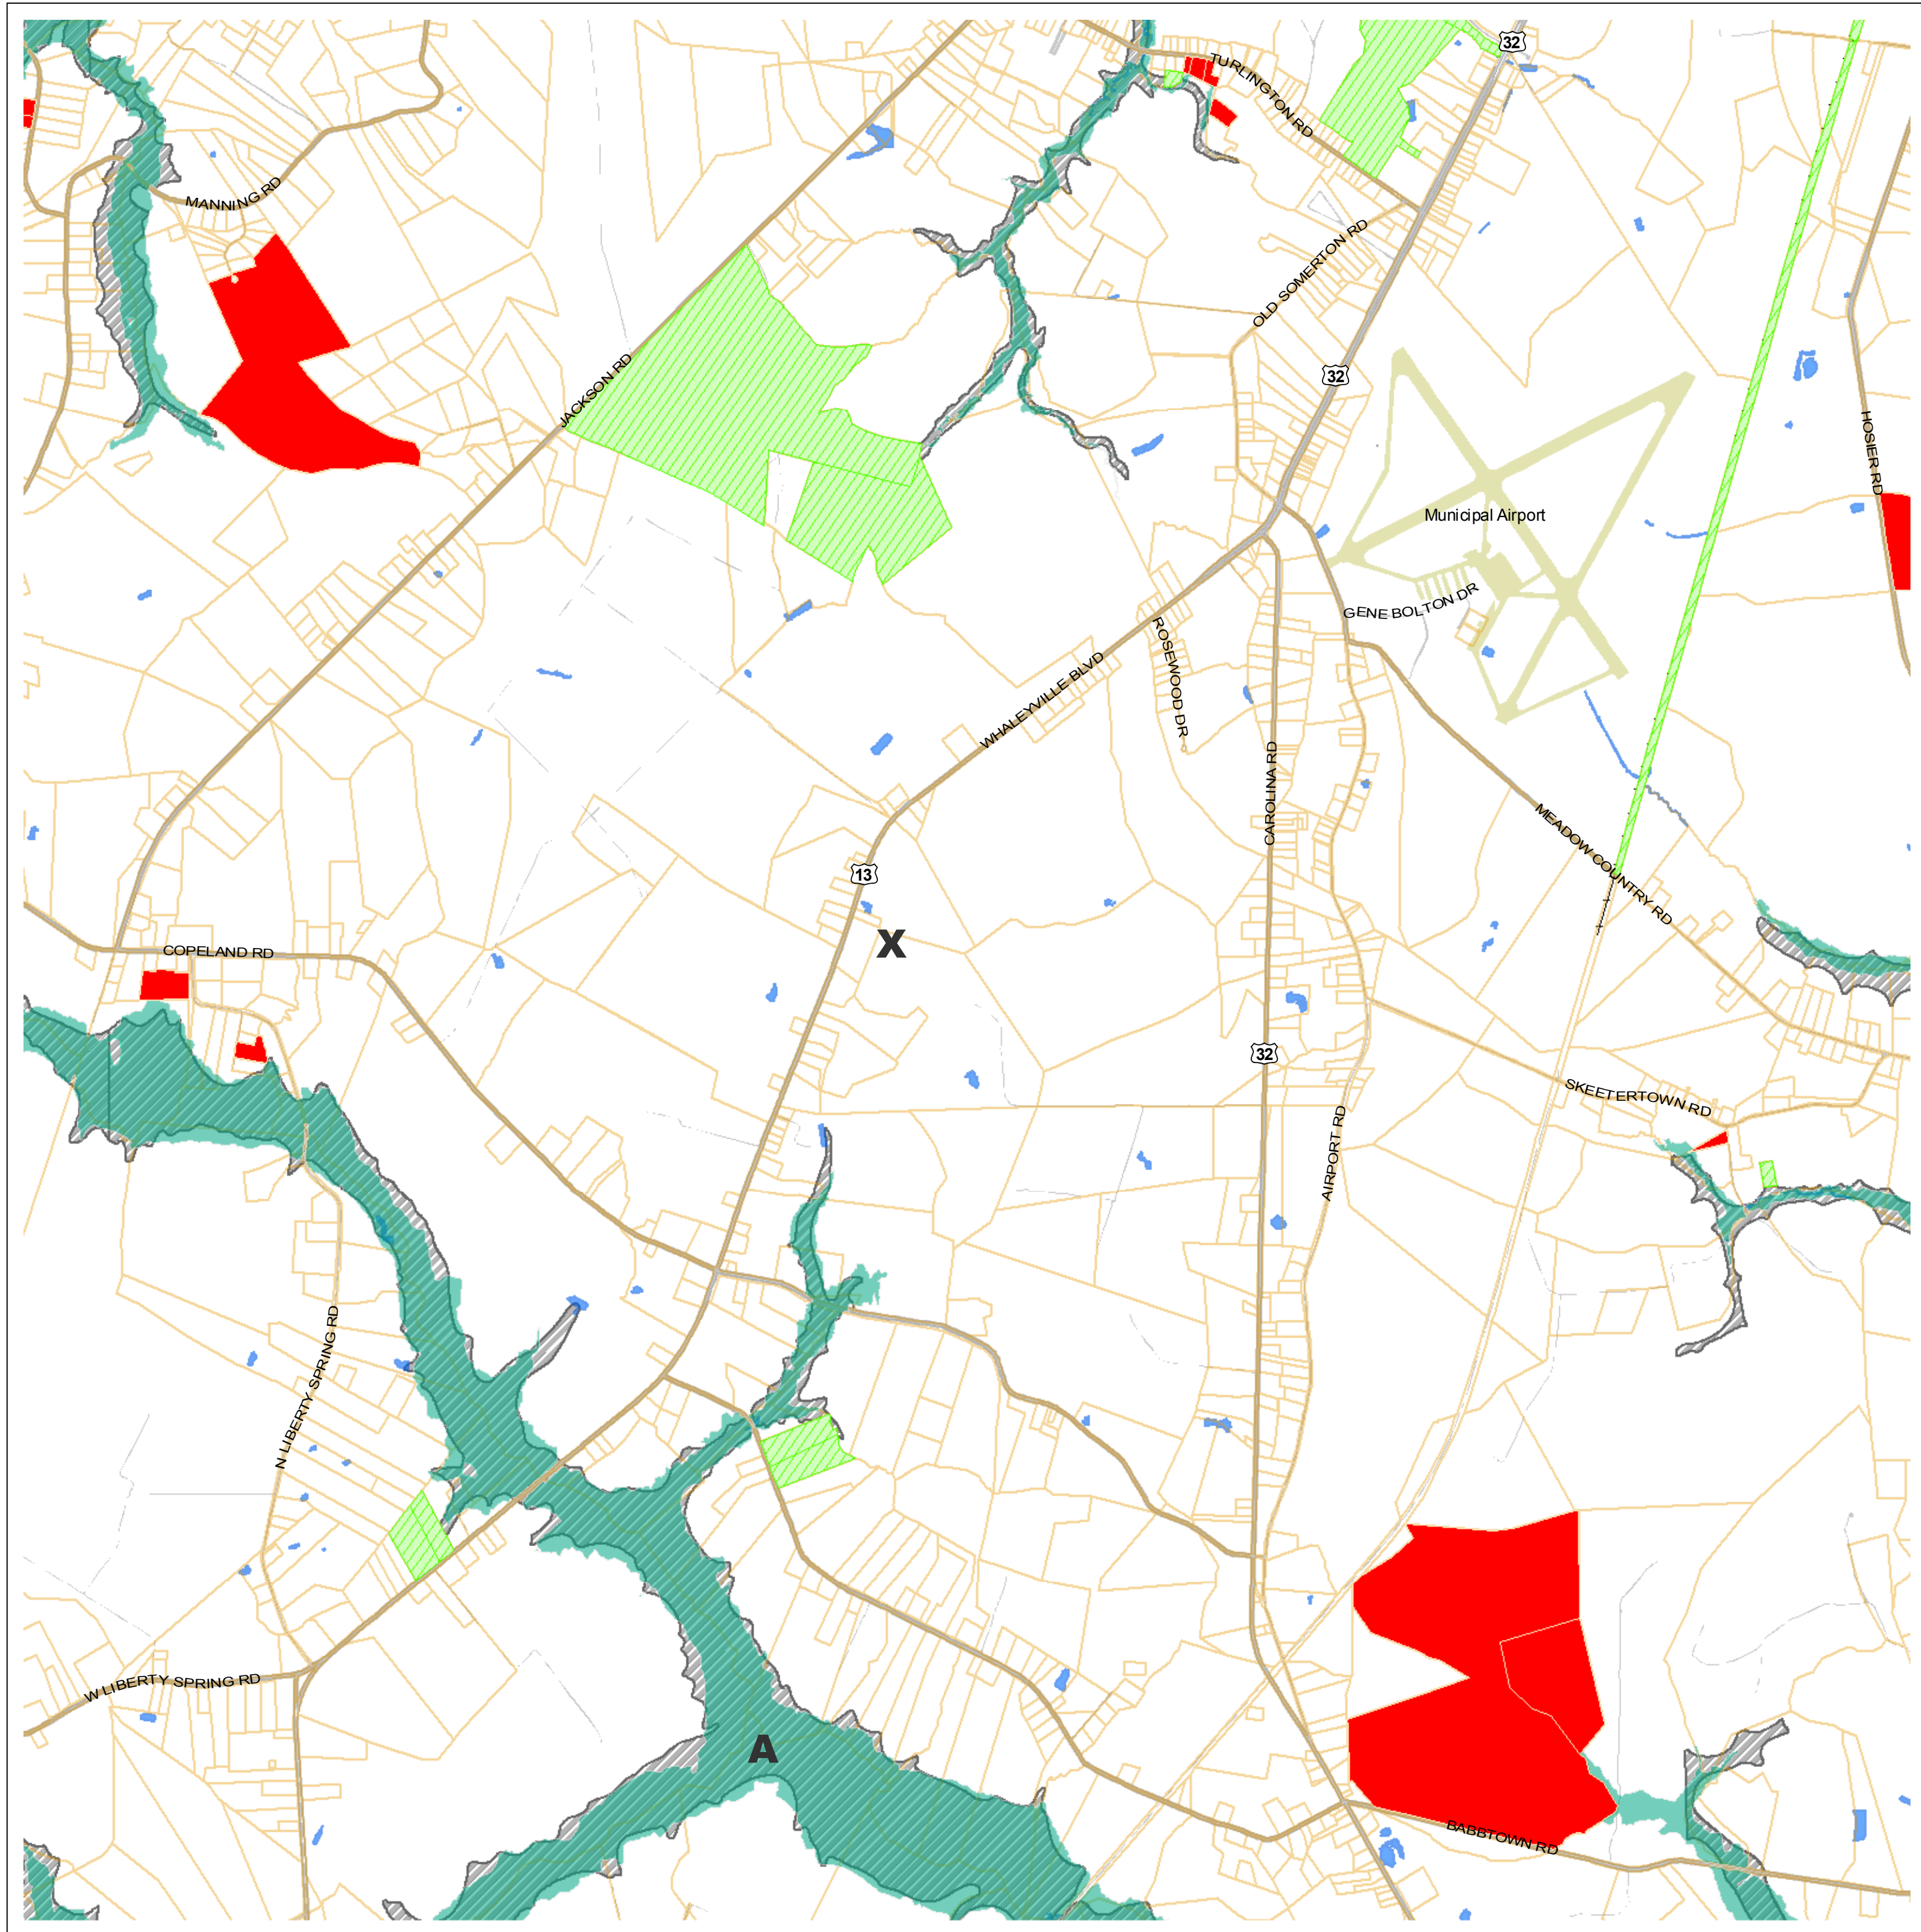 32
TURLINGTON RD
MANNING RD
OLD SOMERTON RD
32
JACKSON RD
HOSIER RD
Municipal Airport
GENE BOLTON DR
ROSEWOOD DR
WHALEYVILLE BLVD
CAROLINA RD
MEADOW COUNTRY RD
13
X
COPELAND RD
32
SKEETERTOWN RD
AIRPORT RD
N LIBERTY SPRING RD
W LIBERTY SPRING RD
A
BABBTOWN RD